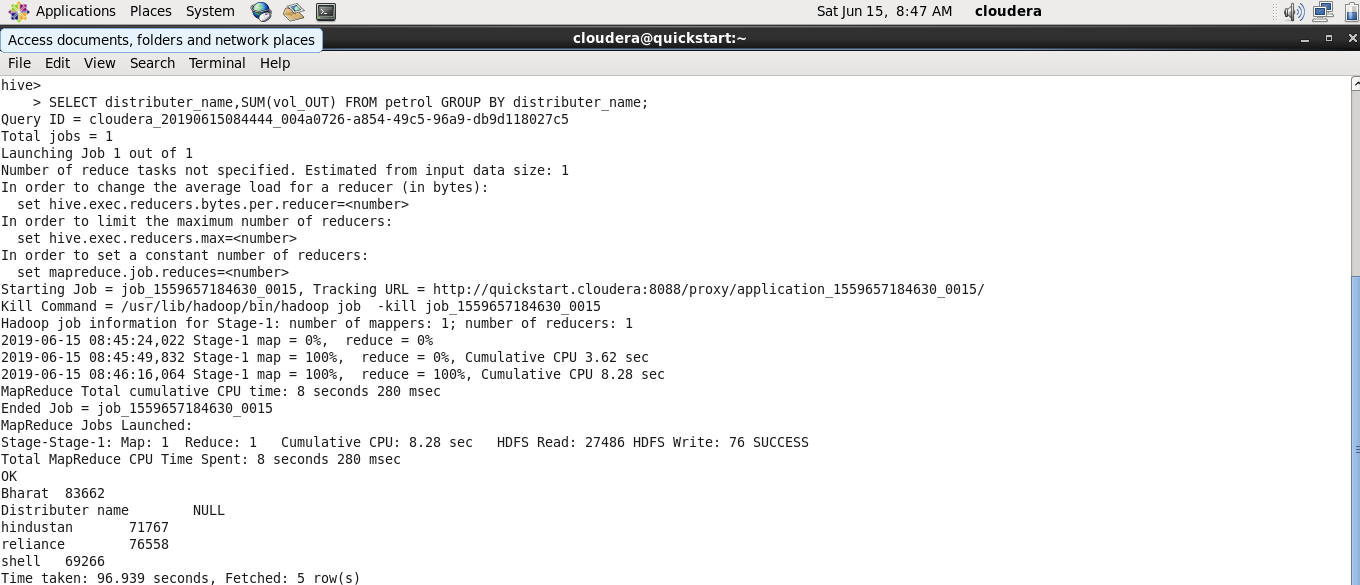 Applications Places System Sat Jun 15, 8:47 AM cloudera
Access documents, folders and network places
cloudera@quickstart:~
File Edit View Search Terminal Help
hive>
    > SELECT distributer_name,SUM(vol_OUT) FROM petrol GROUP BY distributer_name;
Query ID = cloudera_20190615084444_004a0726-a854-49c5-96a9-db9d118027c5
Total jobs = 1
Launching Job 1 out of 1
Number of reduce tasks not specified. Estimated from input data size: 1
In order to change the average load for a reducer (in bytes):
  set hive.exec.reducers.bytes.per.reducer=<number>
In order to limit the maximum number of reducers:
  set hive.exec.reducers.max=<number>
In order to set a constant number of reducers:
  set mapreduce.job.reduces=<number>
Starting Job = job_1559657184630_0015, Tracking URL = http://quickstart.cloudera:8088/proxy/application_1559657184630_0015/
Kill Command = /usr/lib/hadoop/bin/hadoop job  -kill job_1559657184630_0015
Hadoop job information for Stage-1: number of mappers: 1; number of reducers: 1
2019-06-15 08:45:24,022 Stage-1 map = 0%,  reduce = 0%
2019-06-15 08:45:49,832 Stage-1 map = 100%,  reduce = 0%, Cumulative CPU 3.62 sec
2019-06-15 08:46:16,064 Stage-1 map = 100%,  reduce = 100%, Cumulative CPU 8.28 sec
MapReduce Total cumulative CPU time: 8 seconds 280 msec
Ended Job = job_1559657184630_0015
MapReduce Jobs Launched:
Stage-Stage-1: Map: 1  Reduce: 1   Cumulative CPU: 8.28 sec   HDFS Read: 27486 HDFS Write: 76 SUCCESS
Total MapReduce CPU Time Spent: 8 seconds 280 msec
OK
Bharat  83662
Distributer name        NULL
hindustan       71767
reliance        76558
shell   69266
Time taken: 96.939 seconds, Fetched: 5 row(s)